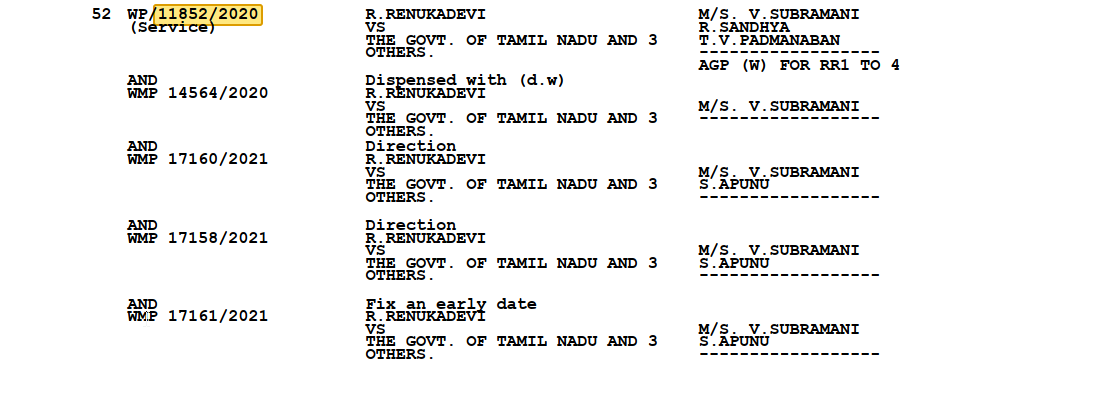 52 WP/11852/2020 R.RENUKADEVI M/S. V.SUBRAMANI
(Service) VS R.SANDHYA
THE GOVT. OF TAMIL NADU AND 3 T.V.PADMANABAN
OTHERS. ------------------
AGP (W) FOR RR1 TO 4
AND Dispensed with (d.w)
WMP 14564/2020 R.RENUKADEVI
VS M/S. V.SUBRAMANI
THE GOVT. OF TAMIL NADU AND 3 ------------------
OTHERS.
AND Direction
WMP 17160/2021 R.RENUKADEVI
VS M/S. V.SUBRAMANI
THE GOVT. OF TAMIL NADU AND 3 S.APUNU
OTHERS. ------------------
AND Direction
WMP 17158/2021 R.RENUKADEVI
VS M/S. V.SUBRAMANI
THE GOVT. OF TAMIL NADU AND 3 S.APUNU
OTHERS. ------------------
AND Fix an early date
WMP 17161/2021 R.RENUKADEVI
VS M/S. V.SUBRAMANI
THE GOVT. OF TAMIL NADU AND 3 S.APUNU
OTHERS. ------------------